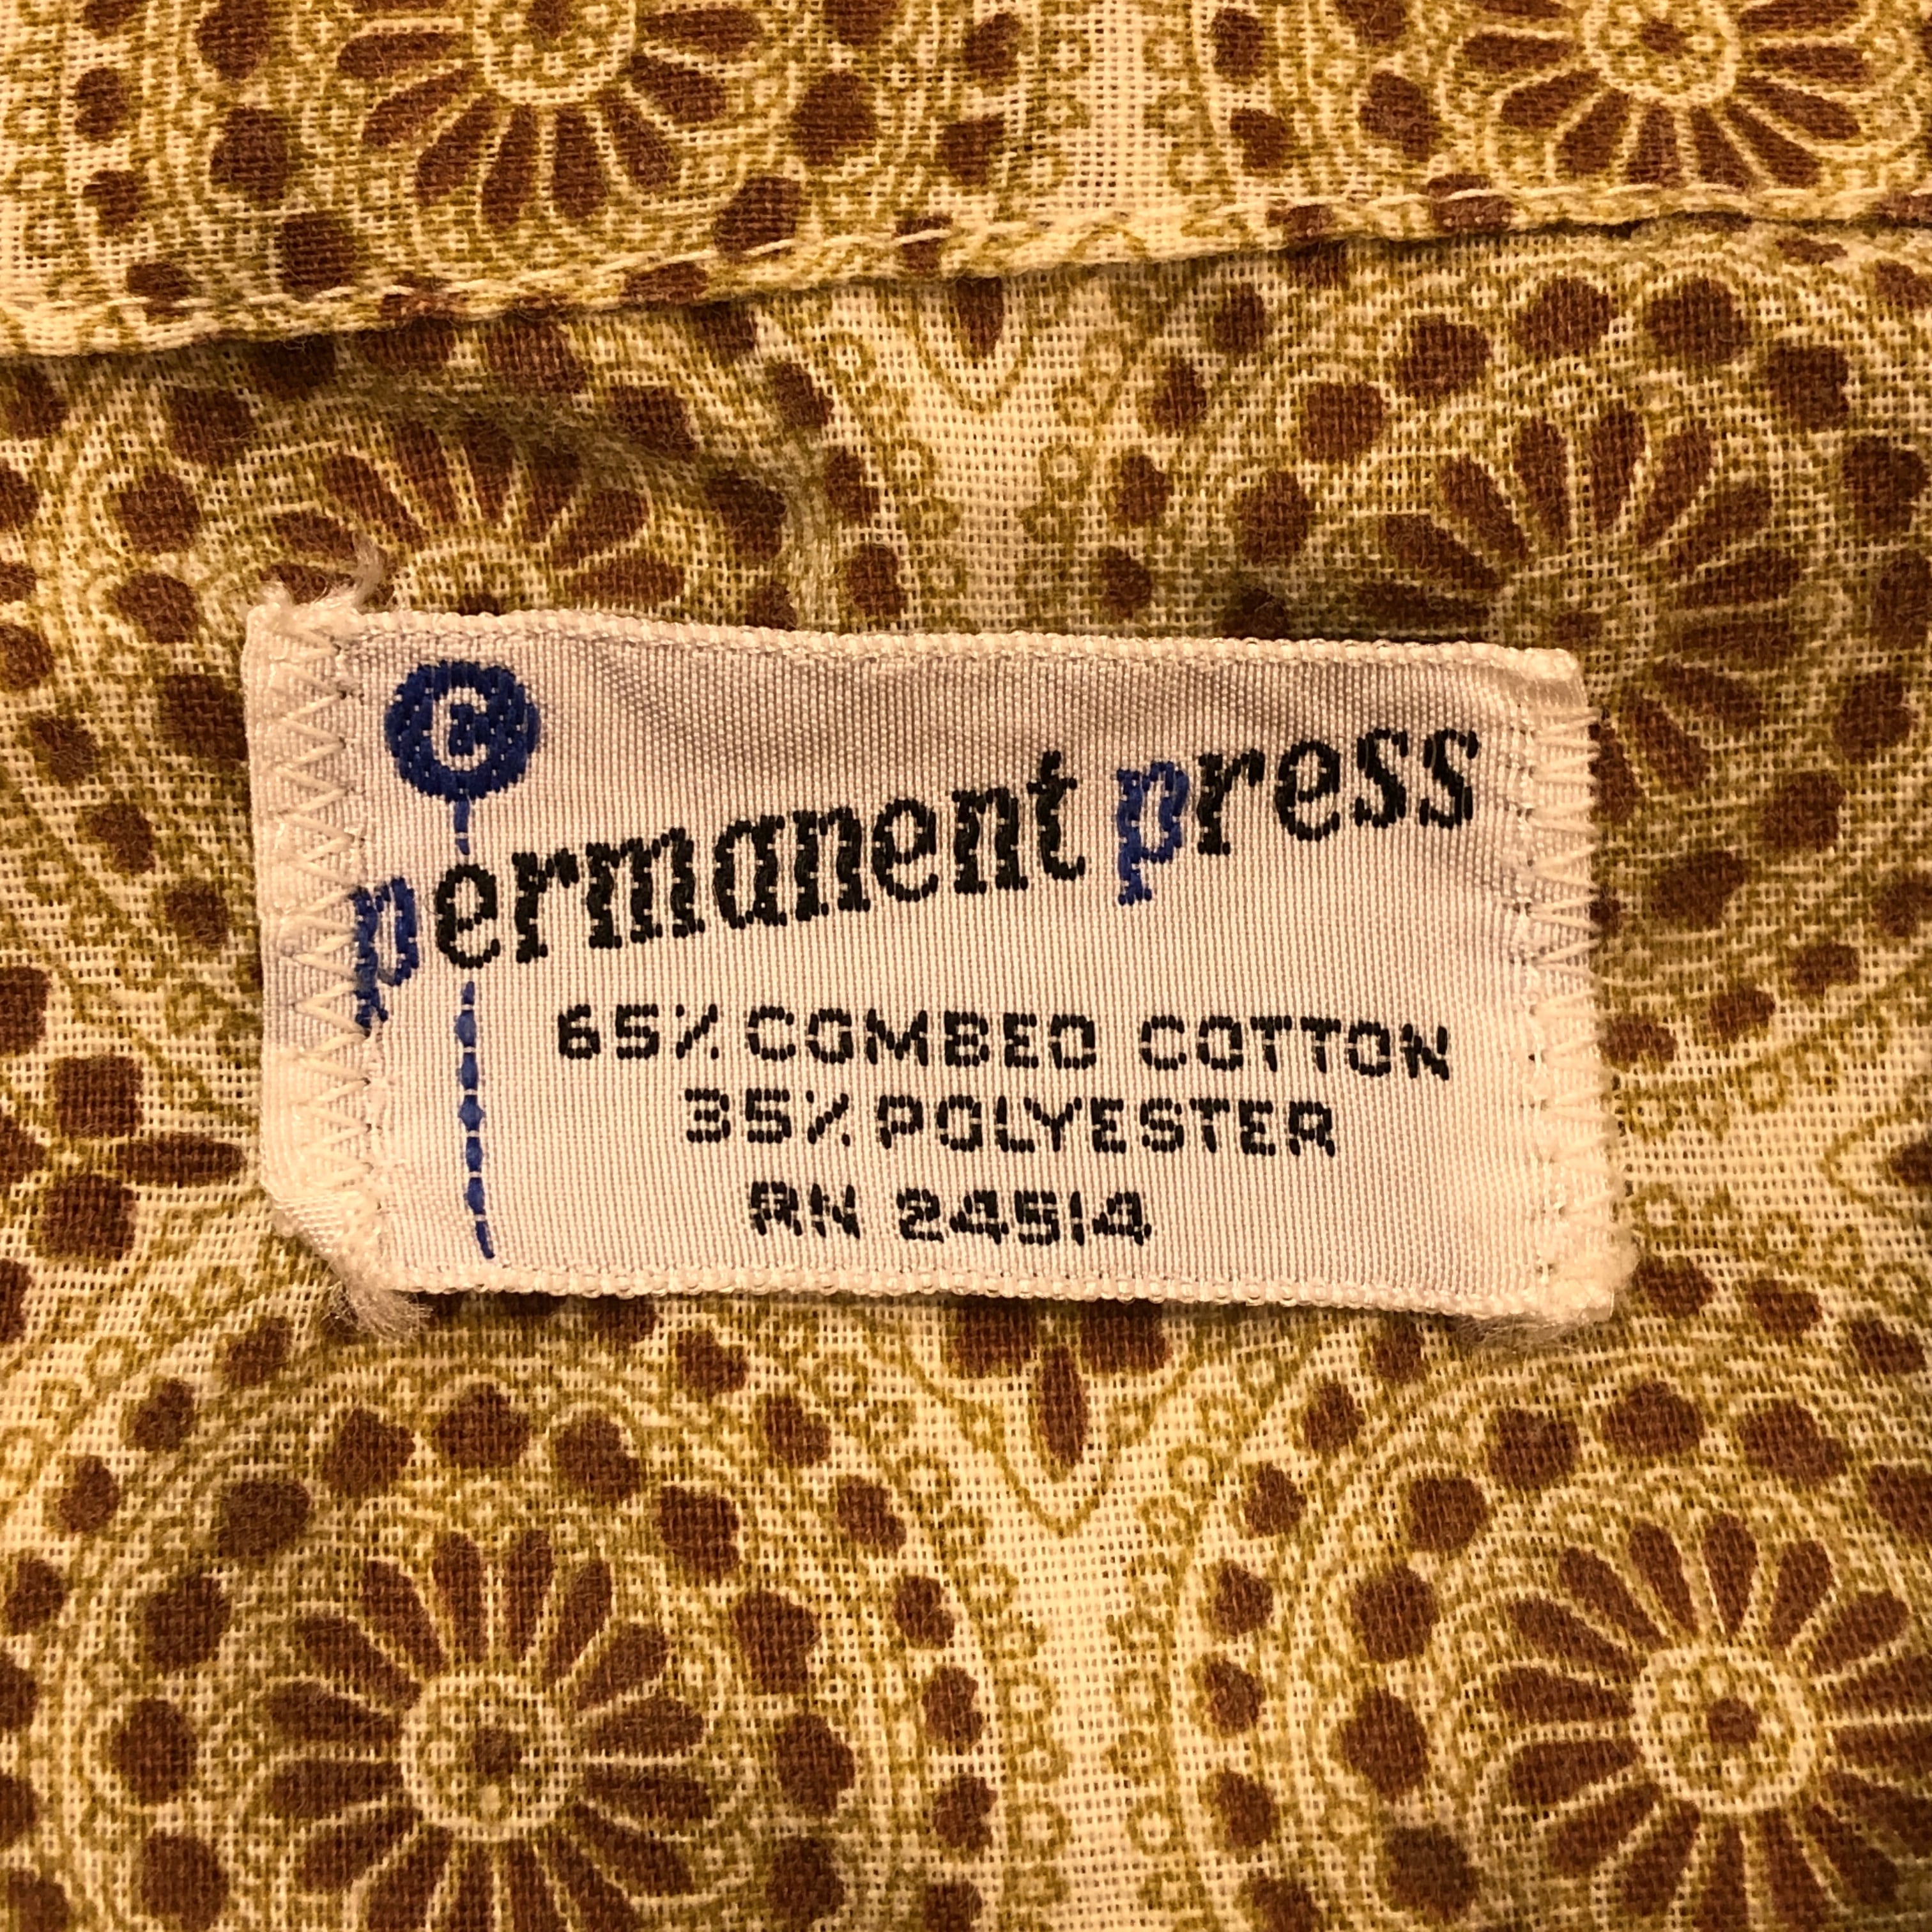 C
permanent press
65% COMBED COTTON
35% POLYESTER
RN 24514